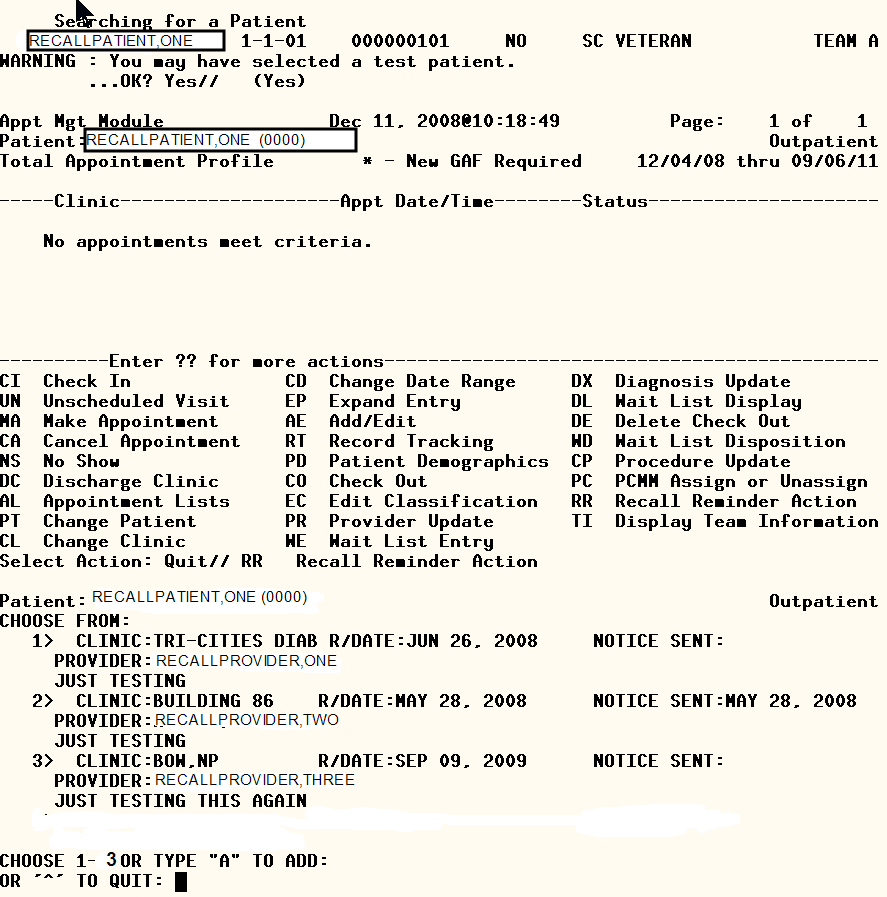 Searching for a Patient
RECALLPATIENT,ONE 1-1-01 000000101 NO SC VETERAN TEAM A
WARNING : You may have selected a test patient.
...OK? Yes// (Yes)
Appt Mgt Module Dec 11, 2008@10:18:49 Page: 1 of 1
Patient: RECALLPATIENT,ONE (0000) Outpatient
Total Appointment Profile * - New GAF Required 12/04/08 thru 09/06/11
-----Clinic--------------------Appt Date/Time--------Status---------------------
No appointments meet criteria.
----------Enter ?? for more actions---------------------------------------------
CI Check In CD Change Date Range DX Diagnosis Update
UN Unscheduled Visit EP Expand Entry DL Wait List Display
MA Make Appointment AE Add/Edit DE Delete Check Out
CA Cancel Appointment RT Record Tracking WD Wait List Disposition
NS No Show PD Patient Demographics CP Procedure Update
DC Discharge Clinic CO Check Out PC PCMM Assign or Unassign
AL Appointment Lists EC Edit Classification RR Recall Reminder Action
PT Change Patient PR Provider Update TI Display Team Information
CL Change Clinic WE Wait List Entry
Select Action: Quit// RR Recall Reminder Action
Patient: RECALLPATIENT,ONE (0000) Outpatient
CHOOSE FROM:
1> CLINIC:TRI-CITIES DIAB R/DATE:JUN 26, 2008 NOTICE SENT:
PROVIDER: RECALLPROVIDER,ONE
JUST TESTING
2> CLINIC:BUILDING 86 R/DATE:MAY 28, 2008 NOTICE SENT:MAY 28, 2008
PROVIDER: RECALLPROVIDER,TWO
JUST TESTING
3> CLINIC:BOW,NP R/DATE:SEP 09, 2009 NOTICE SENT:
PROVIDER: RECALLPROVIDER,THREE
JUST TESTING THIS AGAIN
CHOOSE 1- 3 OR TYPE "A" TO ADD:
OR '^' TO QUIT: